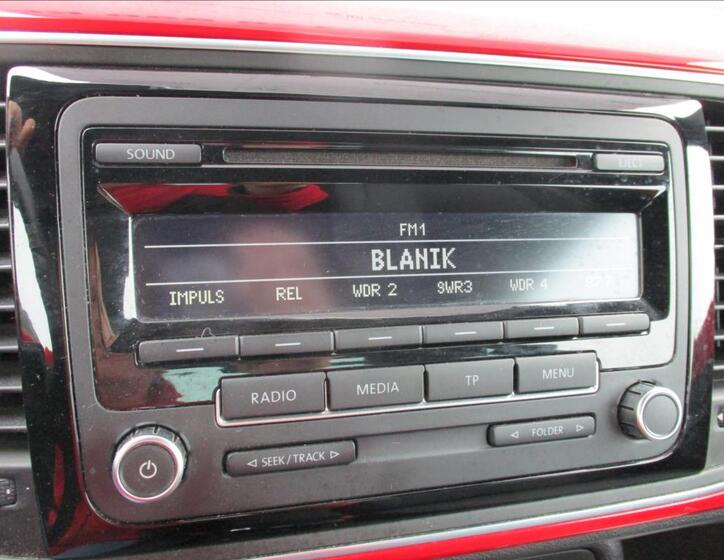 SOUND EJECT
FM1
BLANIK
IMPULS REL WDR 2 SWR3 WDR 4
RADIO MEDIA TP MENU
SEEK/TRACK FOLDER